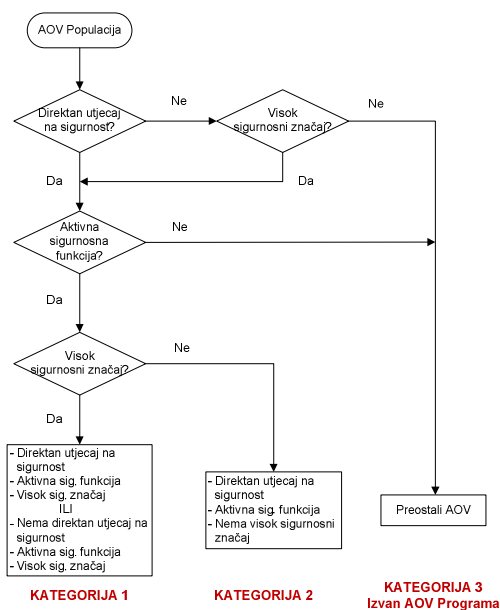 AOV Populacija
Direktan utjecaj
na sigurnost?
Ne
Visok
sigurnosni značaj?
Ne
Da
Da
Aktivna
sigurnosna
funkcija?
Ne
Da
Visok
sigurnosni značaj?
Ne
Da
- Direktan utjecaj na
sigurnost
- Aktivna sig. funkcija
- Visok sig. značaj
ILI
- Nema direktan utjecaj na
sigurnost
- Aktivna sig. funkcija
- Visok sig. značaj
- Direktan utjecaj na
sigurnost
- Aktivna sig. funkcija
- Nema visok sigurnosni
značaj
Preostali AOV
KATEGORIJA 1
KATEGORIJA 2
KATEGORIJA 3
Izvan AOV Programa